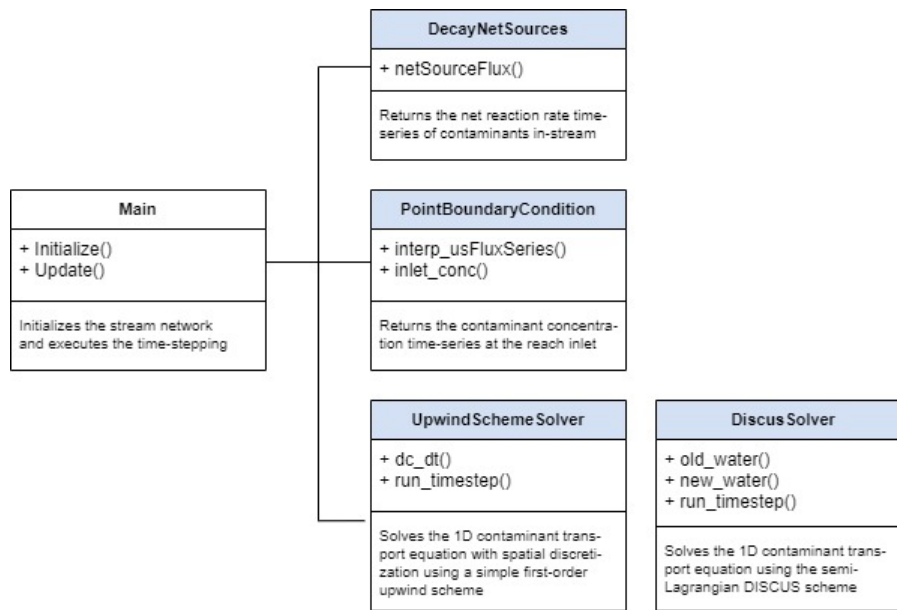 DecayNetSources
+ netSourceFlux()
Returns the net reaction rate time-
series of contaminants in-stream
Main
+ Initialize()
+ Update()
Initializes the stream network
and executes the time-stepping
PointBoundaryCondition
+ interp_usFluxSeries()
+ inlet_conc()
Returns the contaminant concentra-
tion time-series at the reach inlet
UpwindSchemeSolver
+ dc_dt()
+ run_timestep()
Solves the 1D contaminant trans-
port equation with spatial discreti-
zation using a simple first-order
upwind scheme
DiscusSolver
+ old_water()
+ new_water()
+ run_timestep()
Solves the 1D contaminant trans-
port equation using the semi-
Lagrangian DISCUS scheme